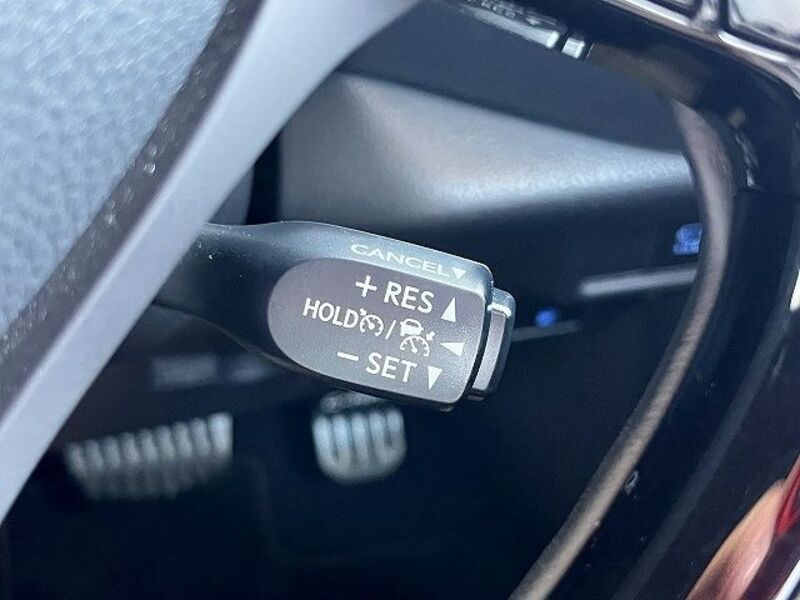 CANCEL▼
+ RES ▲
HOLD /
− SET ▼